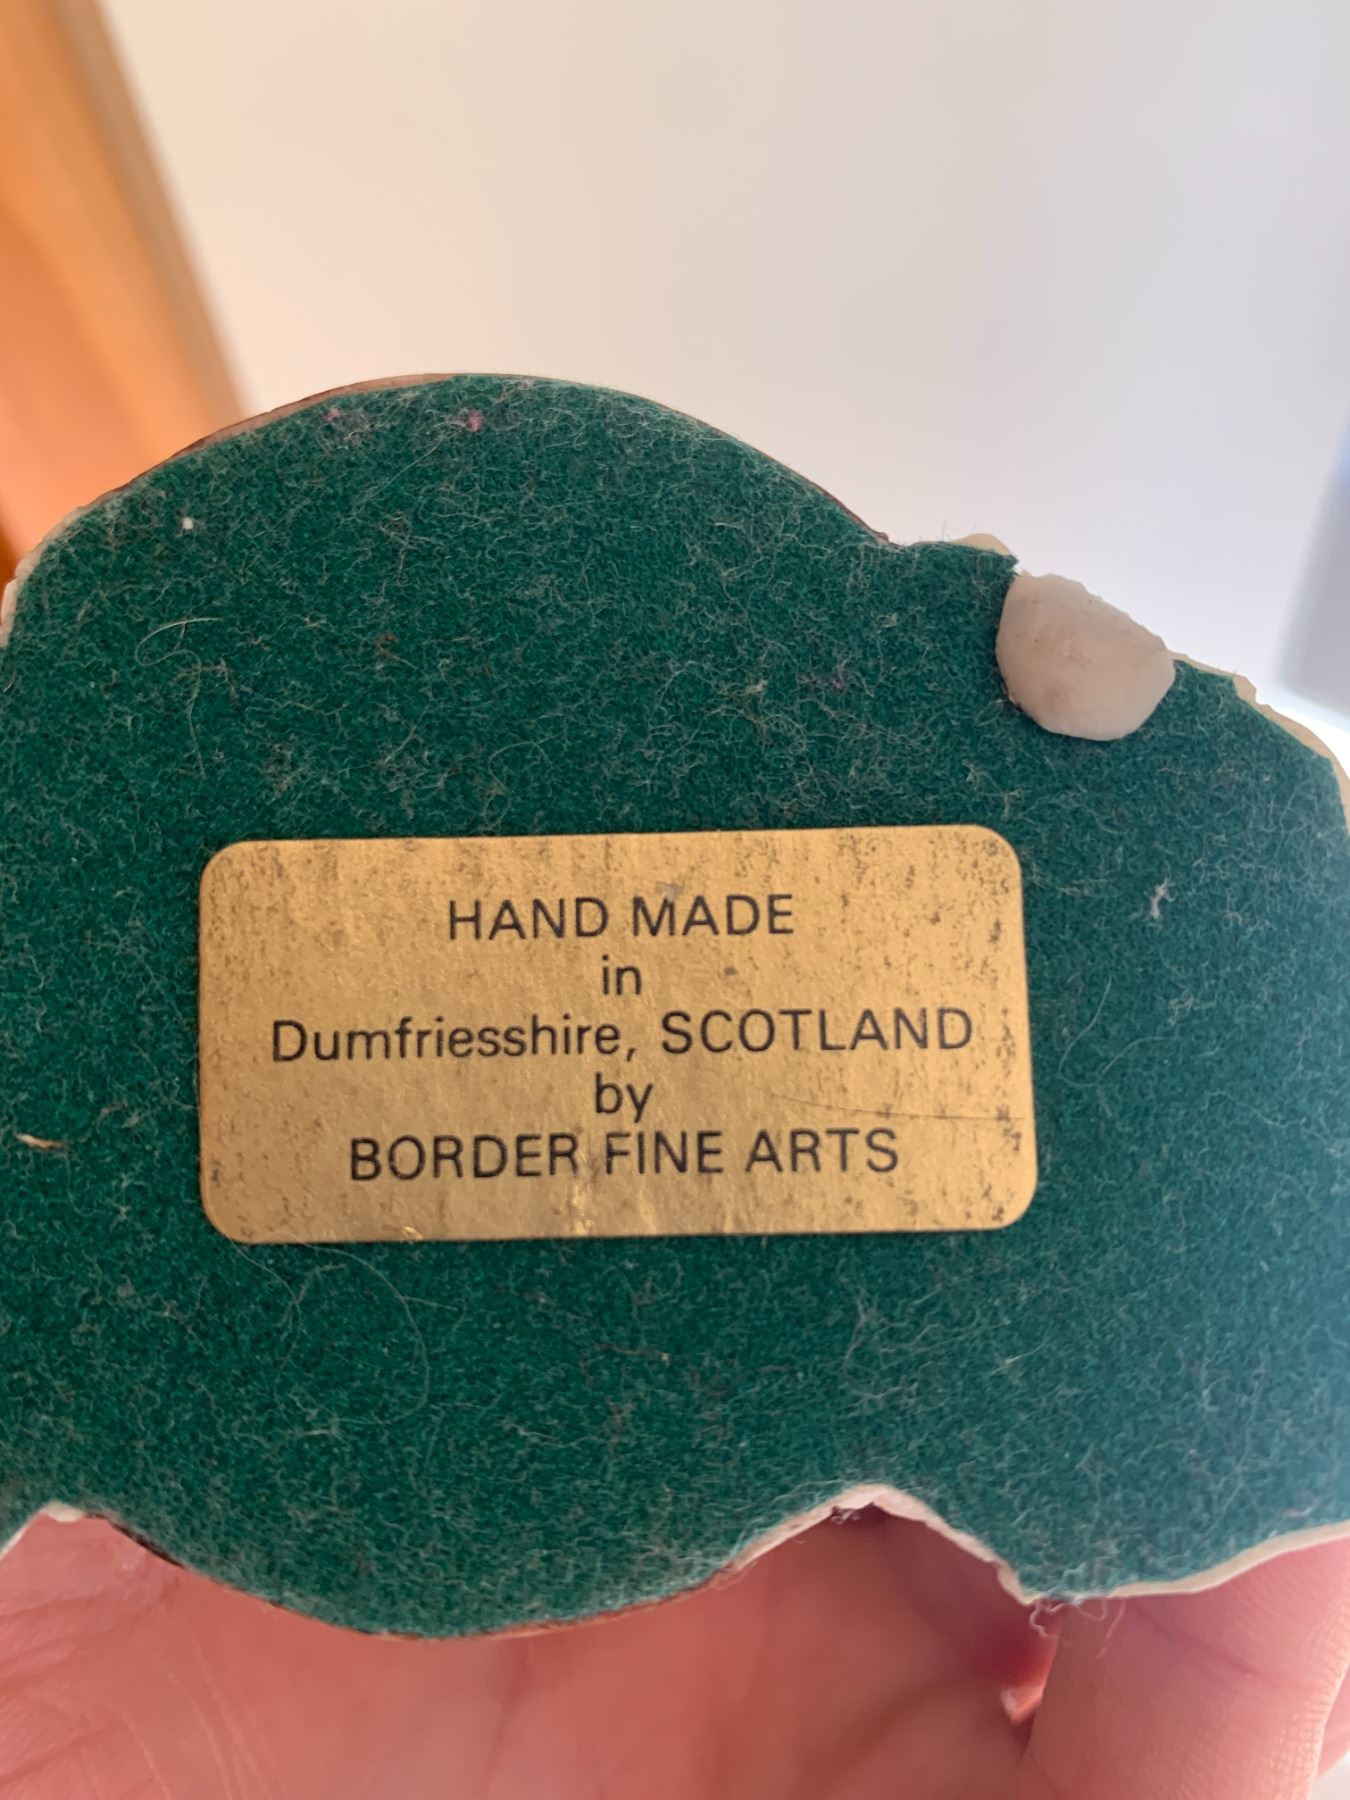 HAND MADE
in
Dumfriesshire, SCOTLAND
by
BORDER FINE ARTS